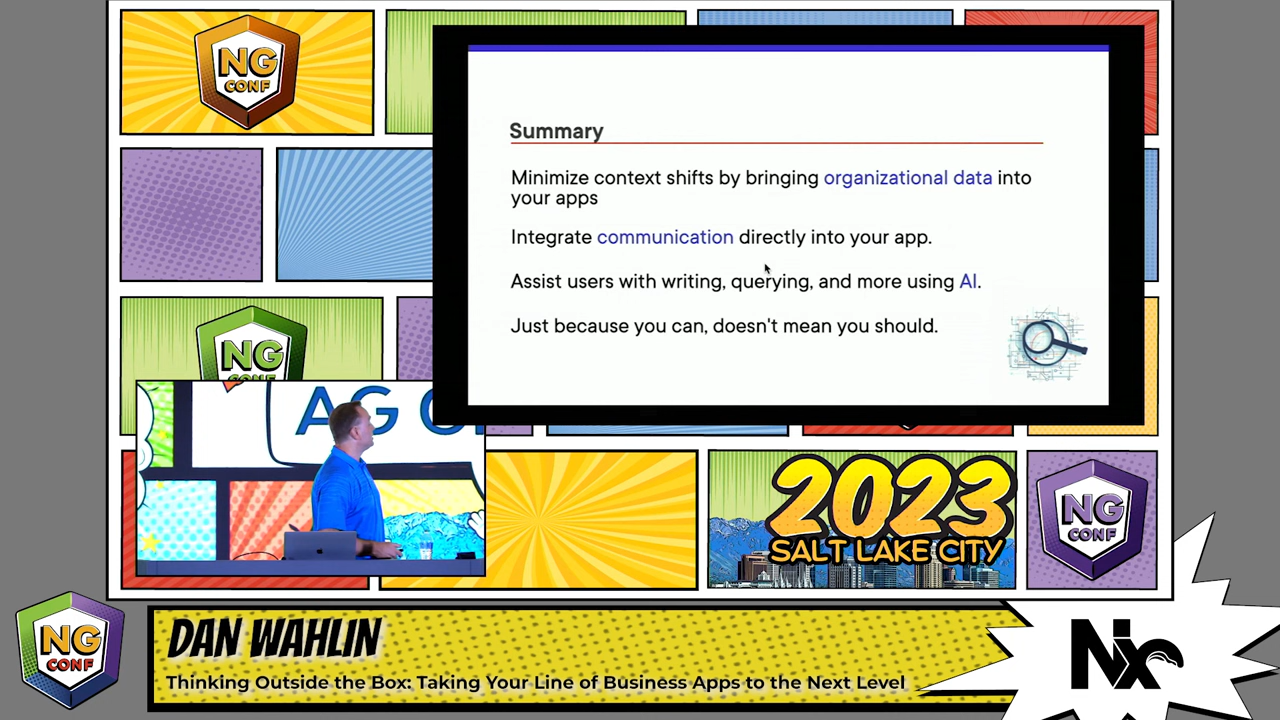 NG
CONF
Summary
Minimize context shifts by bringing organizational data into
your apps
Integrate communication directly into your app.
Assist users with writing, querying, and more using AI.
Just because you can, doesn't mean you should.
NG
CONF
AG
2023
SALT LAKE CITY
NG
CONF
NG
CONF
DAN WAHLIN
Thinking Outside the Box: Taking Your Line of Business Apps to the Next Level
Nx